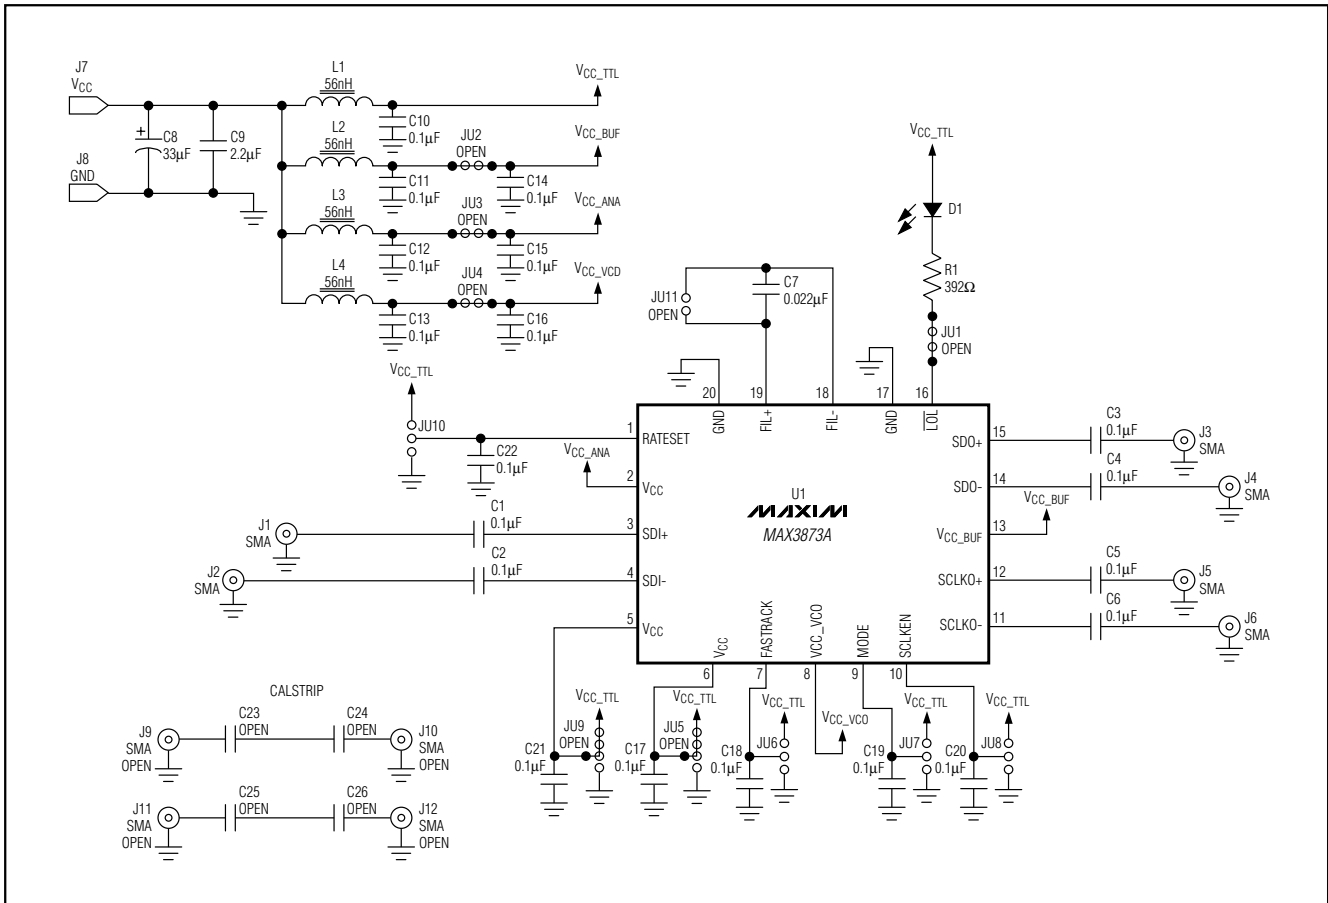 J7
VCC
J8
GND
+
C8
33µF
C9
2.2µF
L1
56nH
VCC_TTL
C10
0.1µF
L2
56nH
JU2
OPEN
VCC_BUF
C11
0.1µF
C14
0.1µF
L3
56nH
JU3
OPEN
VCC_ANA
C12
0.1µF
C15
0.1µF
L4
56nH
JU4
OPEN
VCC_VCD
C13
0.1µF
C16
0.1µF
VCC_TTL
D1
R1
392Ω
JU1
OPEN
JU11
OPEN
C7
0.022µF
VCC_TTL
JU10
C22
0.1µF
VCC_ANA
20
19
18
17
16
GND
FIL+
FIL-
GND
LOL
1
RATESET
2
VCC
3
SDI+
4
SDI-
5
VCC
U1
MAXIM
MAX3873A
SDO+
15
SDO-
14
VCC_BUF
13
SCLKO+
12
SCLKO-
11
VCC
FASTRACK
VCC_VCO
MODE
SCLKEN
6
7
8
9
10
C3
0.1µF
J3
SMA
C4
0.1µF
J4
SMA
VCC_BUF
C5
0.1µF
J5
SMA
C6
0.1µF
J6
SMA
J1
SMA
C1
0.1µF
J2
SMA
C2
0.1µF
VCC_TTL
C21
0.1µF
JU9
OPEN
VCC_TTL
C17
0.1µF
JU5
OPEN
VCC_TTL
C18
0.1µF
JU6
VCC_VCO
VCC_TTL
C19
0.1µF
JU7
VCC_TTL
C20
0.1µF
JU8
CALSTRIP
J9
SMA
OPEN
C23
OPEN
C24
OPEN
J10
SMA
OPEN
J11
SMA
OPEN
C25
OPEN
C26
OPEN
J12
SMA
OPEN